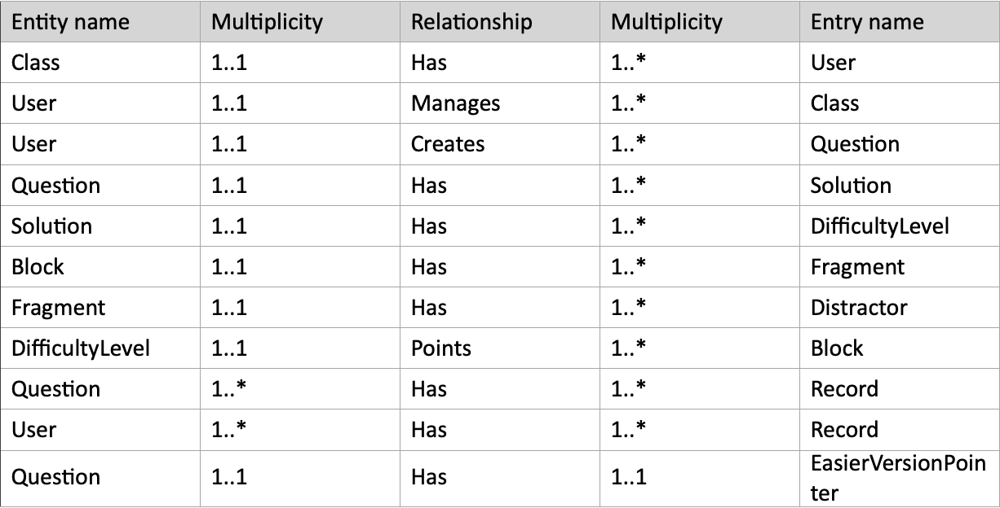 Entity name Multiplicity Relationship Multiplicity Entry name
Class 1..1 Has 1..* User
User 1..1 Manages 1..* Class
User 1..1 Creates 1..* Question
Question 1..1 Has 1..* Solution
Solution 1..1 Has 1..* DifficultyLevel
Block 1..1 Has 1..* Fragment
Fragment 1..1 Has 1..* Distractor
DifficultyLevel 1..1 Points 1..* Block
Question 1..* Has 1..* Record
User 1..* Has 1..* Record
Question 1..1 Has 1..1 EasierVersionPoin
ter